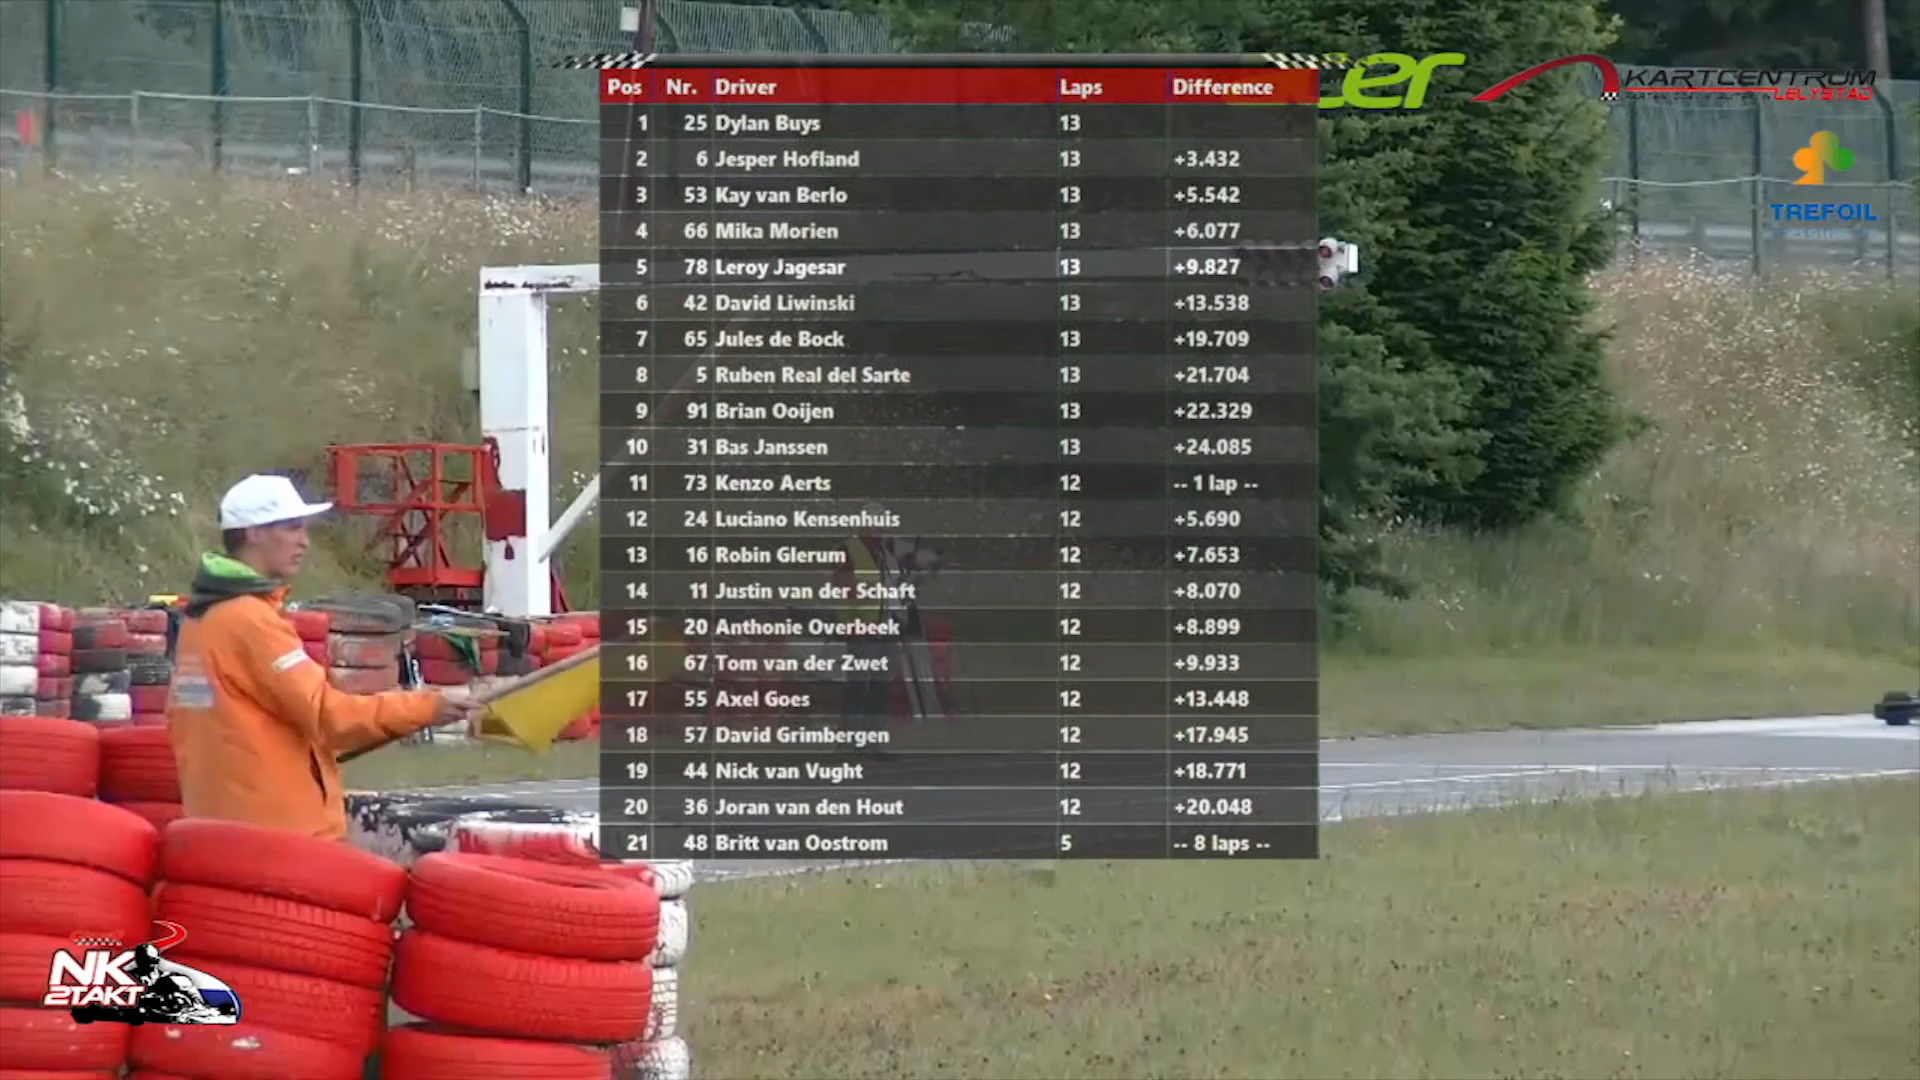 Pos Nr. Driver Laps Difference
1 25 Dylan Buys 13
2 6 Jesper Hofland 13 +3.432
3 53 Kay van Berlo 13 +5.542
4 66 Mika Morien 13 +6.077
5 78 Leroy Jagesar 13 +9.827
6 42 David Liwinski 13 +13.538
7 65 Jules de Bock 13 +19.709
8 5 Ruben Real del Sarte 13 +21.704
9 91 Brian Ooijen 13 +22.329
10 31 Bas Janssen 13 +24.085
11 73 Kenzo Aerts 12 -- 1 lap --
12 24 Luciano Kensenhuis 12 +5.690
13 16 Robin Glerum 12 +7.653
14 11 Justin van der Schaft 12 +8.070
15 20 Anthonie Overbeek 12 +8.899
16 67 Tom van der Zwet 12 +9.933
17 55 Axel Goes 12 +13.448
18 57 David Grimbergen 12 +17.945
19 44 Nick van Vught 12 +18.771
20 36 Joran van den Hout 12 +20.048
21 48 Britt van Oostrom 5 -- 8 laps --
cer
KARTCENTRUM
LELYSTAD
TREFOIL
NK
2TAKT